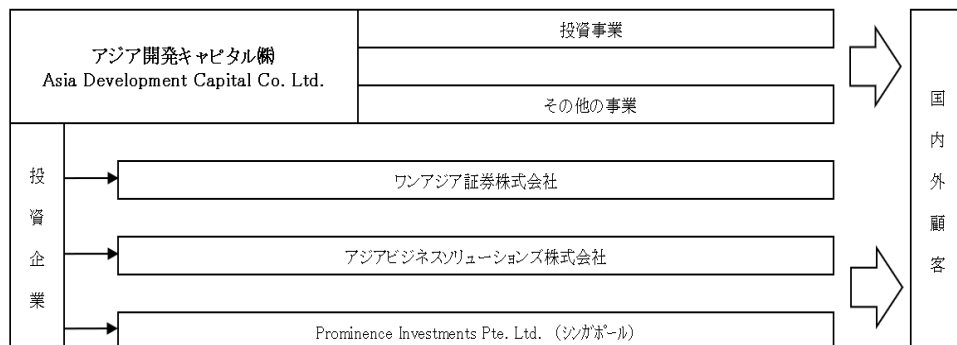 アジア開発キャピタル㈱
Asia Development Capital Co. Ltd.
投資事業
その他の事業
投資企業
ワンアジア証券株式会社
アジアビジネスソリューションズ株式会社
Prominence Investments Pte. Ltd. （シンガポール）
国内外顧客